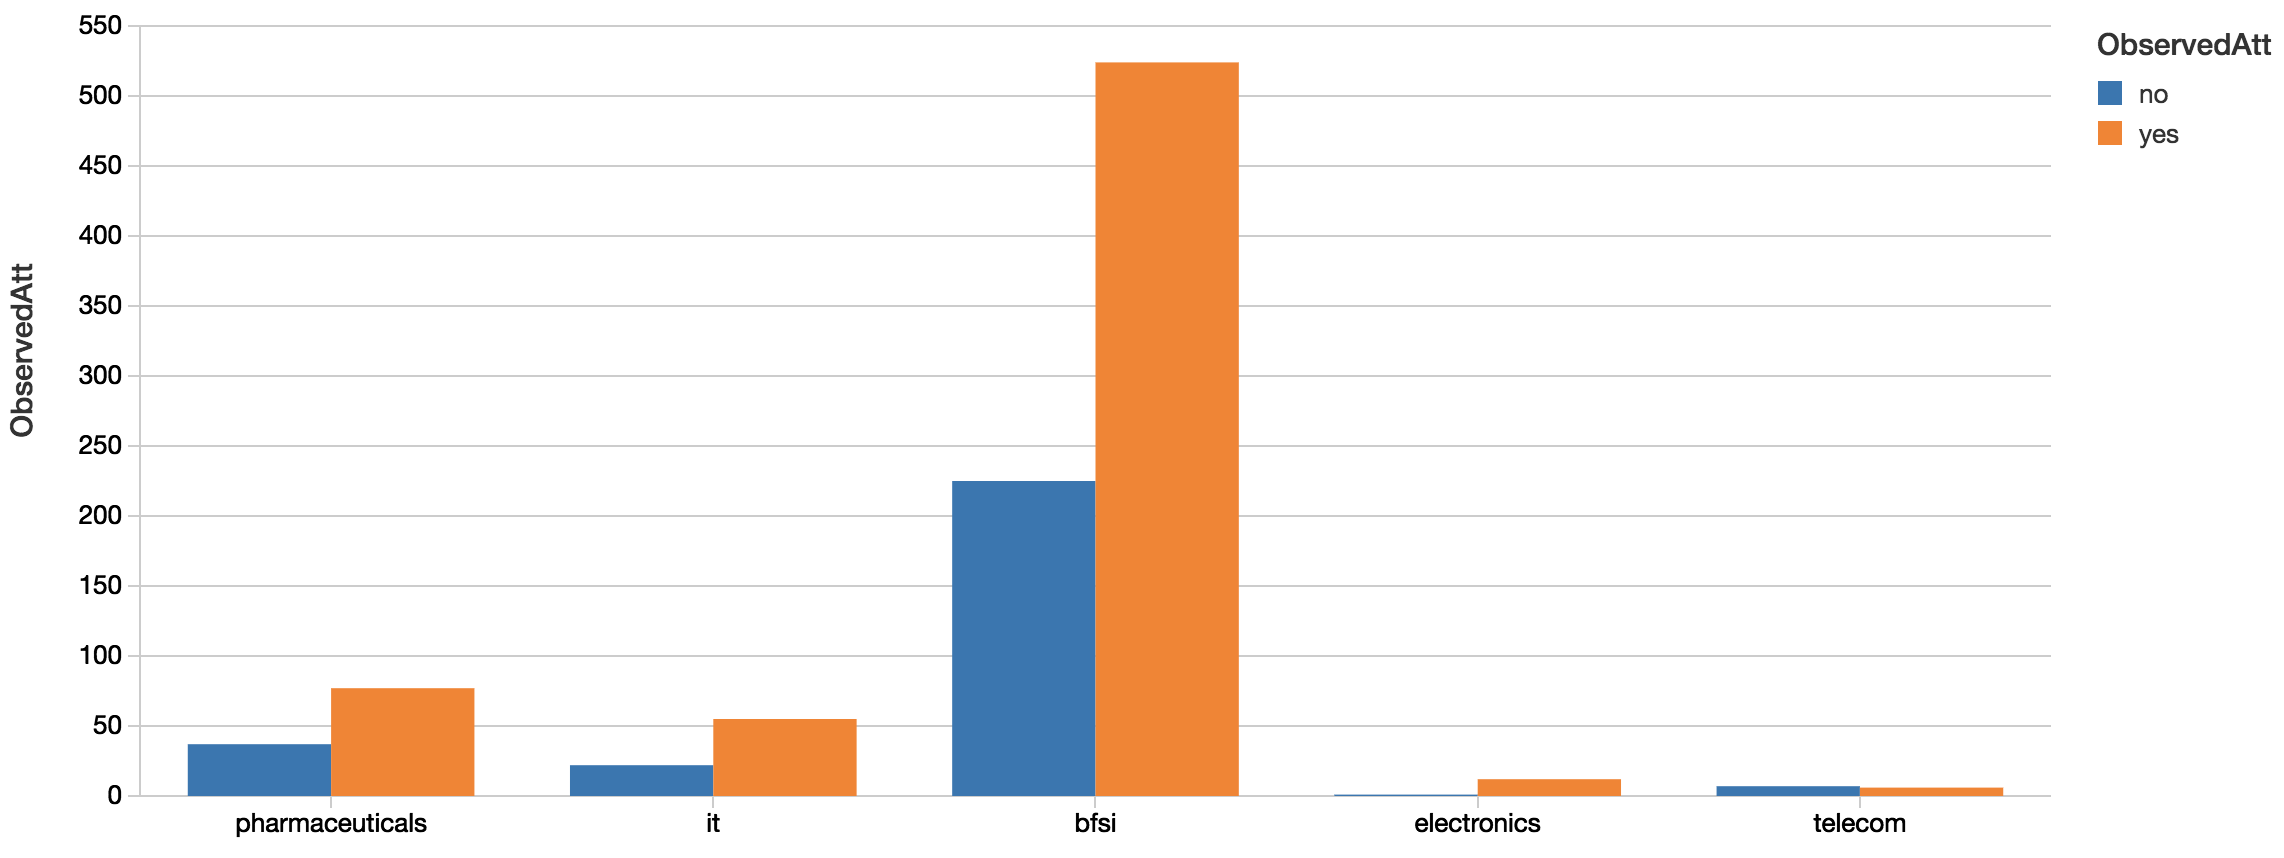 ObservedAtt
550
500
450
400
350
300
250
200
150
100
50
0
pharmaceuticals
it
bfsi
electronics
telecom
ObservedAtt
no
yes